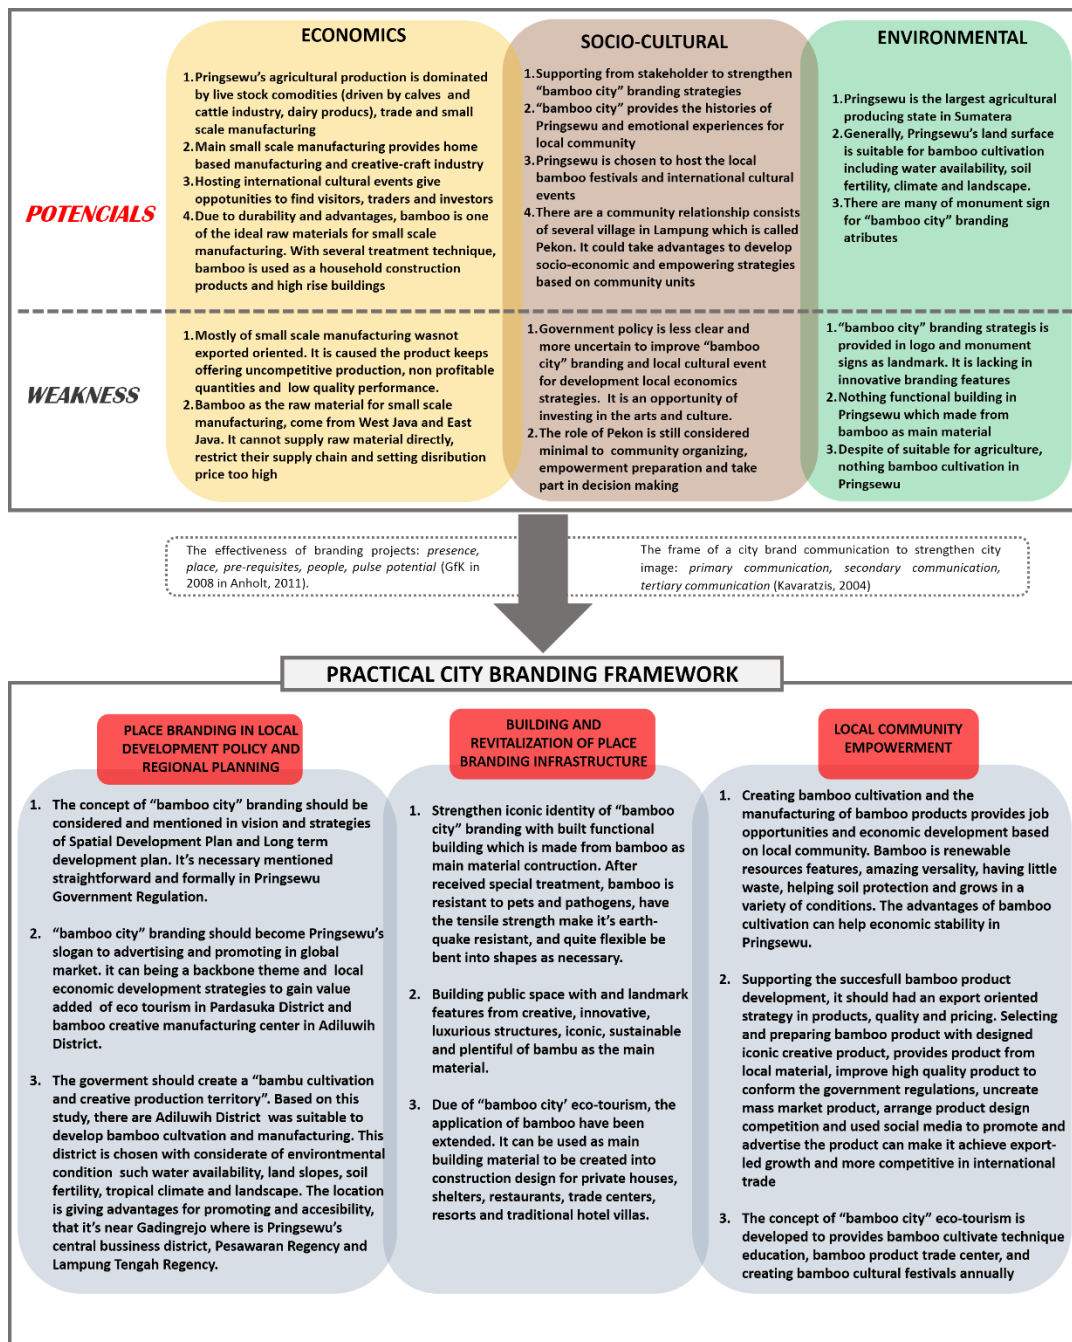 ECONOMICS
1.Pringsewu's agricultural production is dominated
by live stock comodities (driven by calves and
cattle industry, dairy producs), trade and small
scale manufacturing
2.Main small scale manufacturing provides home
based manufacturing and creative-craft industry
3.Hosting international cultural events give
oppotunities to find visitors, traders and investors
4.Due to durability and advantages, bamboo is one
of the ideal raw materials for small scale
manufacturing. With several treatment technique,
bamboo is used as a household construction
products and high rise buildings
SOCIO-CULTURAL
1.Supporting from stakeholder to strengthen
"bamboo city" branding strategies
2."bamboo city" provides the histories of
Pringsewu and emotional experiences for
local community
3.Pringsewu is chosen to host the local
bamboo festivals and international cultural
events
4.There are a community relationship consists
of several village in Lampung which is called
Pekon. It could take advantages to develop
socio-economic and empowering strategies
based on community units
ENVIRONMENTAL
1.Pringsewu is the largest agricultural
producing state in Sumatera
2.Generally, Pringsewu's land surface
is suitable for bamboo cultivation
including water availability, soil
fertility, climate and landscape.
3.There are many of monument sign
for "bamboo city" branding
atributes
POTENCIALS
WEAKNESS
1.Mostly of small scale manufacturing wasnot
exported oriented. It is caused the product keeps
offering uncompetitive production, non profitable
quantities and low quality performance.
2.Bamboo as the raw material for small scale
manufacturing, come from West Java and East
Java. It cannot supply raw material directly,
restrict their supply chain and setting disribution
price too high
1.Government policy is less clear and
more uncertain to improve "bamboo
city" branding and local cultural event
for development local economics
strategies. It is an opportunity of
investing in the arts and culture.
2.The role of Pekon is still considered
minimal to community organizing,
empowerment preparation and take
part in decision making
1."bamboo city" branding strategis is
provided in logo and monument
signs as landmark. It is lacking in
innovative branding features
2.Nothing functional building in
Pringsewu which made from
bamboo as main material
3.Despite of suitable for agriculture,
nothing bamboo cultivation in
Pringsewu
The effectiveness of branding projects: presence,
place, pre-requisites, people, pulse potential (GfK in
2008 in Anholt, 2011).
The frame of a city brand communication to strengthen city
image: primary communication, secondary communication,
tertiary communication (Kavaratzis, 2004)
PRACTICAL CITY BRANDING FRAMEWORK
PLACE BRANDING IN LOCAL
DEVELOPMENT POLICY AND
REGIONAL PLANNING
1. The concept of "bamboo city" branding should be
considered and mentioned in vision and strategies
of Spatial Development Plan and Long term
development plan. It's necessary mentioned
straightforward and formally in Pringsewu
Government Regulation.
2. "bamboo city" branding should become Pringsewu's
slogan to advertising and promoting in global
market. it can being a backbone theme and local
economic development strategies to gain value
added of eco tourism in Pardasuka District and
bamboo creative manufacturing center in Adiluwih
District.
3. The goverment should create a "bambu cultivation
and creative production territory". Based on this
study, there are Adiluwih District was suitable to
develop bamboo cultvation and manufacturing. This
district is chosen with considerate of environtmental
condition such water availability, land slopes, soil
fertility, tropical climate and landscape. The location
is giving advantages for promoting and accesibility,
that it's near Gadingrejo where is Pringsewu's
central bussiness district, Pesawaran Regency and
Lampung Tengah Regency.
BUILDING AND
REVITALIZATION OF PLACE
BRANDING INFRASTRUCTURE
1. Strengthen iconic identity of "bamboo
city" branding with built functional
building which is made from bamboo as
main material contruction. After
received special treatment, bamboo is
resistant to pets and pathogens, have
the tensile strength make it's earth-
quake resistant, and quite flexible be
bent into shapes as necessary.
2. Building public space with and landmark
features from creative, innovative,
luxurious structures, iconic, sustainable
and plentiful of bambu as the main
material.
3. Due of "bamboo city' eco-tourism, the
application of bamboo have been
extended. It can be used as main
building material to be created into
construction design for private houses,
shelters, restaurants, trade centers,
resorts and traditional hotel villas.
LOCAL COMMUNITY
EMPOWERMENT
1. Creating bamboo cultivation and the
manufacturing of bamboo products provides job
opportunities and economic development based
on local community. Bamboo is renewable
resources features, amazing versality, having little
waste, helping soil protection and grows in a
variety of conditions. The advantages of bamboo
cultivation can help economic stability in
Pringsewu.
2. Supporting the succesfull bamboo product
development, it should had an export oriented
strategy in products, quality and pricing. Selecting
and preparing bamboo product with designed
iconic creative product, provides product from
local material, improve high quality product to
conform the government regulations, uncreate
mass market product, arrange product design
competition and used social media to promote and
advertise the product can make it achieve export-
led growth and more competitive in international
trade
3. The concept of "bamboo city" eco-tourism is
developed to provides bamboo cultivate technique
education, bamboo product trade center, and
creating bamboo cultural festivals annually